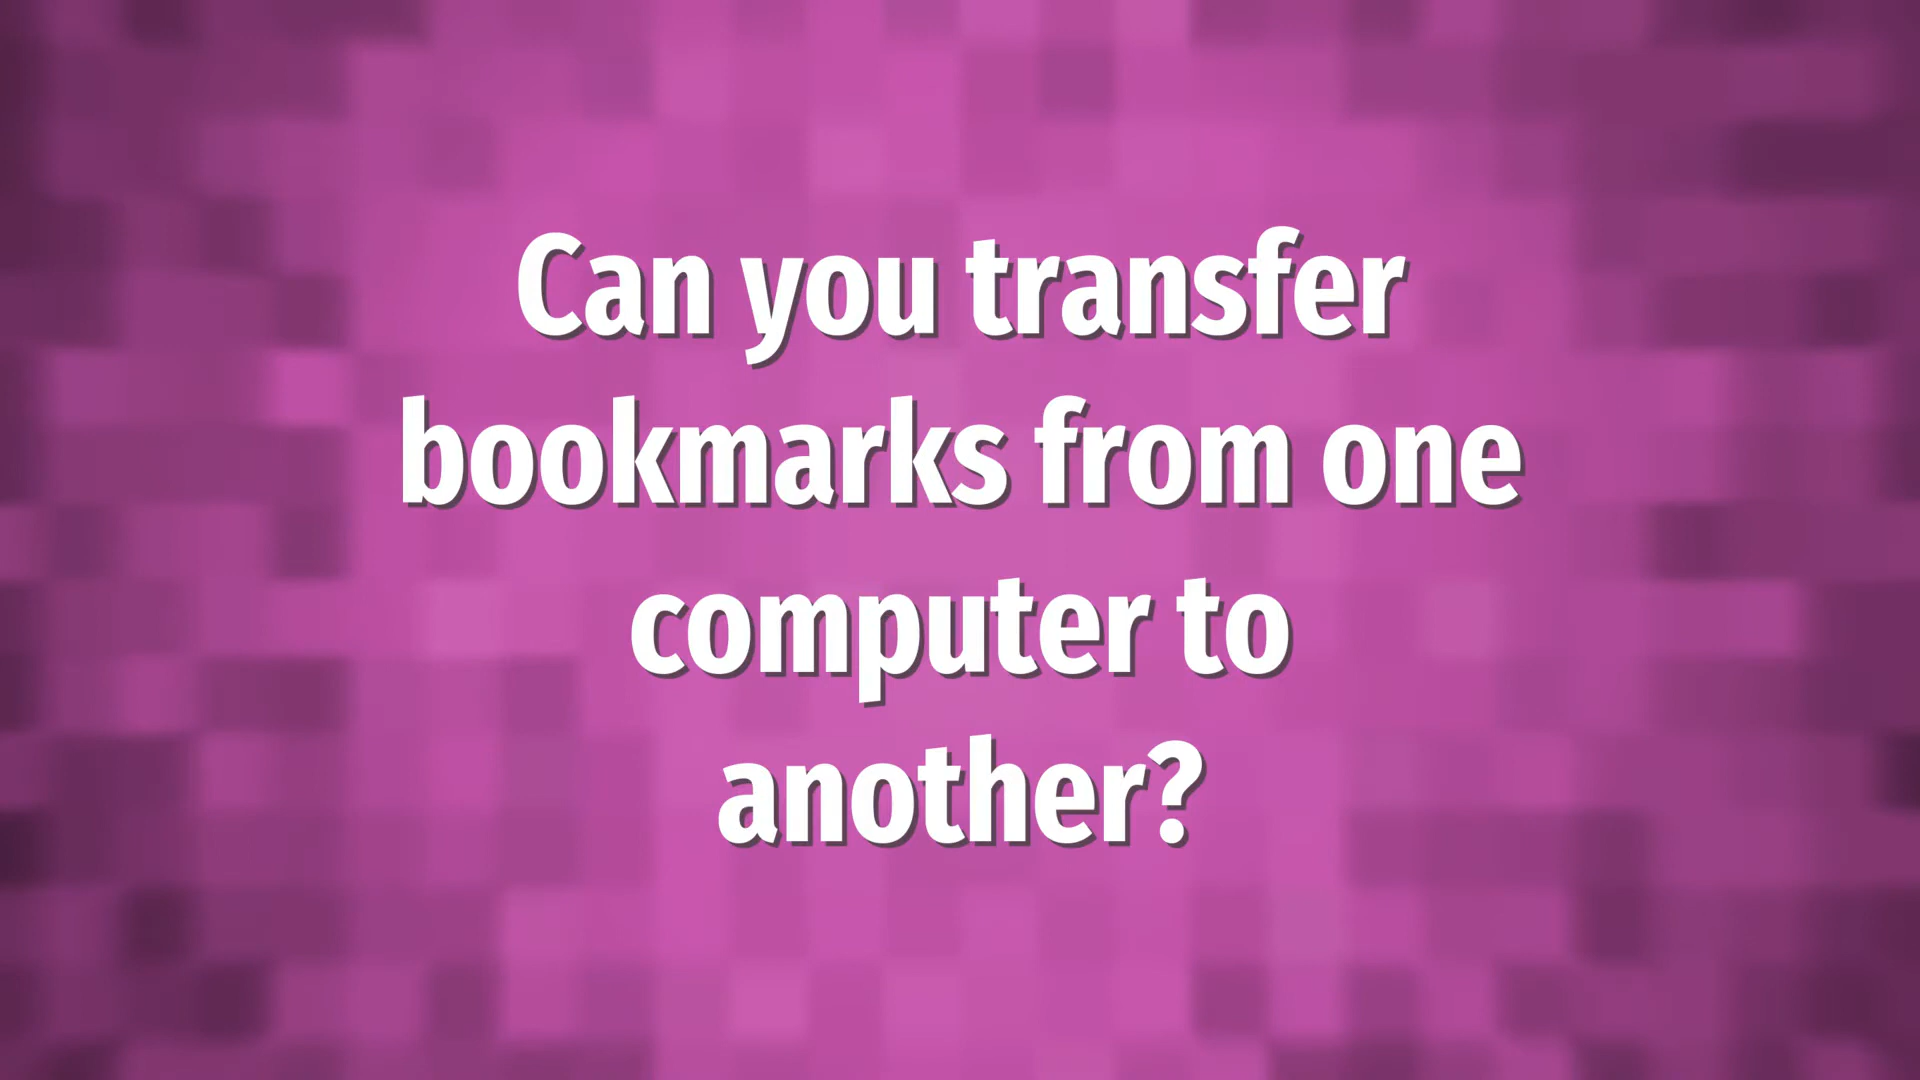 Can you transfer
bookmarks from one
computer to
another?